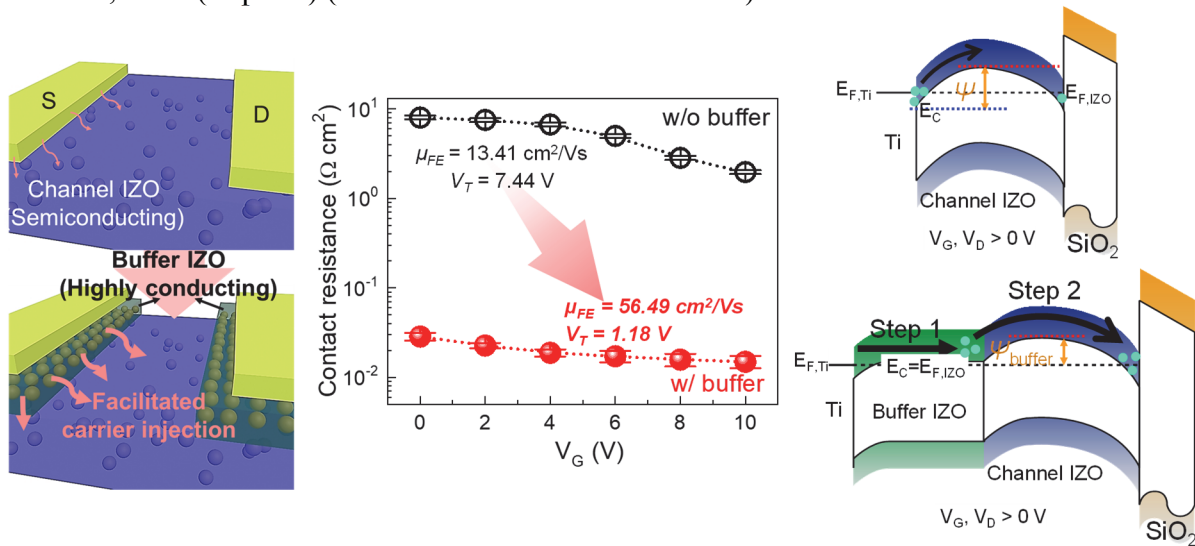 S
D
Channel IZO
(Semiconducting)
Buffer IZO
(Highly conducting)
Facilitated
carrier injection
Contact resistance (Ω cm²)
10¹
10⁰
10⁻¹
10⁻²
w/o buffer
μFE = 13.41 cm²/Vs
VT = 7.44 V
μFE = 56.49 cm²/Vs
VT = 1.18 V
w/ buffer
0 2 4 6 8 10
VG (V)
EF,Ti
EC
ψ
EF,IZO
Ti
Channel IZO
VG, VD > 0 V
SiO₂
Step 1
Step 2
EF,Ti
EC=EF,IZO
ψbuffer
Ti
Buffer IZO
Channel IZO
VG, VD > 0 V
SiO₂